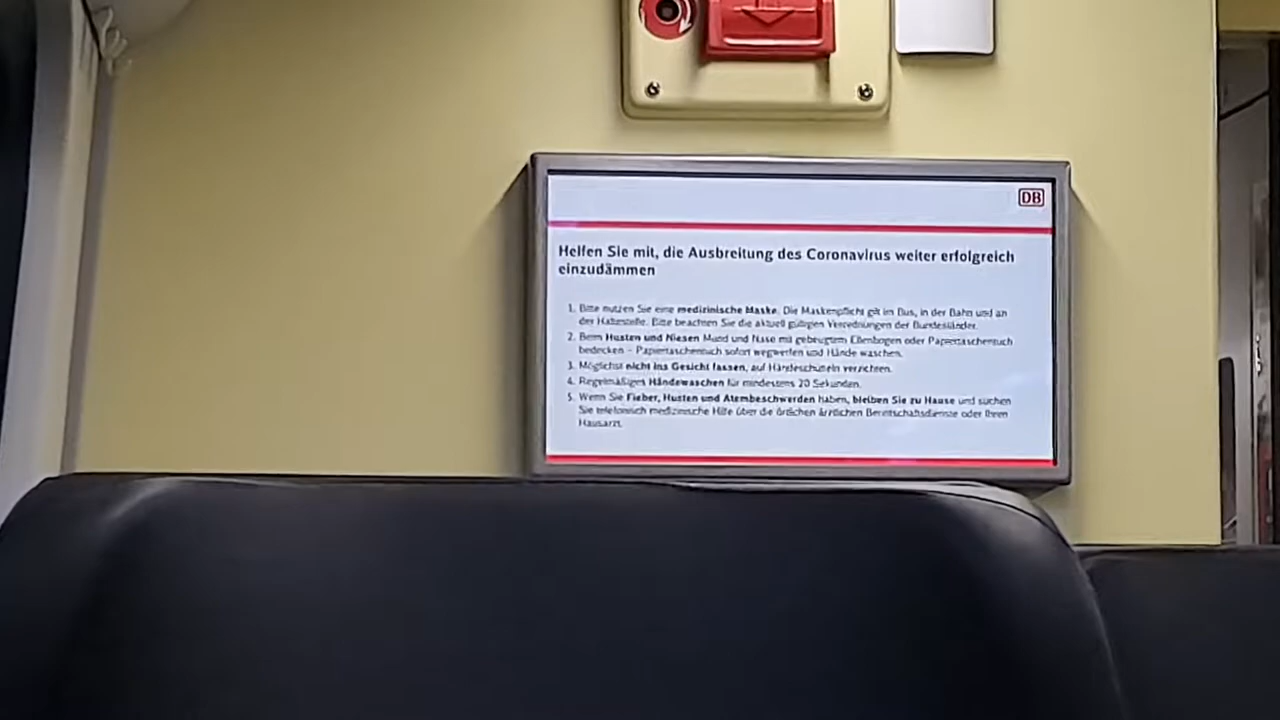 DB
Helfen Sie mit, die Ausbreitung des Coronavirus weiter erfolgreich
einzudämmen
1. Bitte nutzen Sie eine medizinische Maske. Die Maskenpflicht gilt im Bus, in der Bahn und an
der Haltestelle. Bitte beachten Sie die aktuell gültigen Verordnungen der Bundesländer.
2. Beim Husten und Niesen Mund und Nase mit gebeugtem Ellenbogen oder Papiertaschentuch
bedecken – Papiertaschentuch sofort wegwerfen und Hände waschen.
3. Möglichst nicht ins Gesicht fassen, auf Händeschütteln verzichten.
4. Regelmäßiges Händewaschen für mindestens 20 Sekunden.
5. Wenn Sie Fieber, Husten und Atembeschwerden haben, bleiben Sie zu Hause und suchen
Sie telefonisch medizinische Hilfe über die örtlichen ärztlichen Bereitschaftsdienste oder Ihren
Hausarzt.